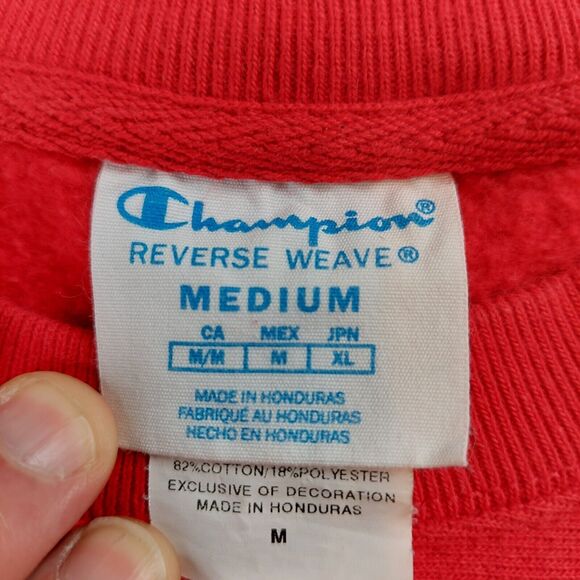 Champion®
REVERSE WEAVE®
MEDIUM
CA MEX JPN
M/M M XL
MADE IN HONDURAS
FABRIQUÉ AU HONDURAS
HECHO EN HONDURAS
82%COTTON/18%POLYESTER
EXCLUSIVE OF DECORATION
MADE IN HONDURAS
M